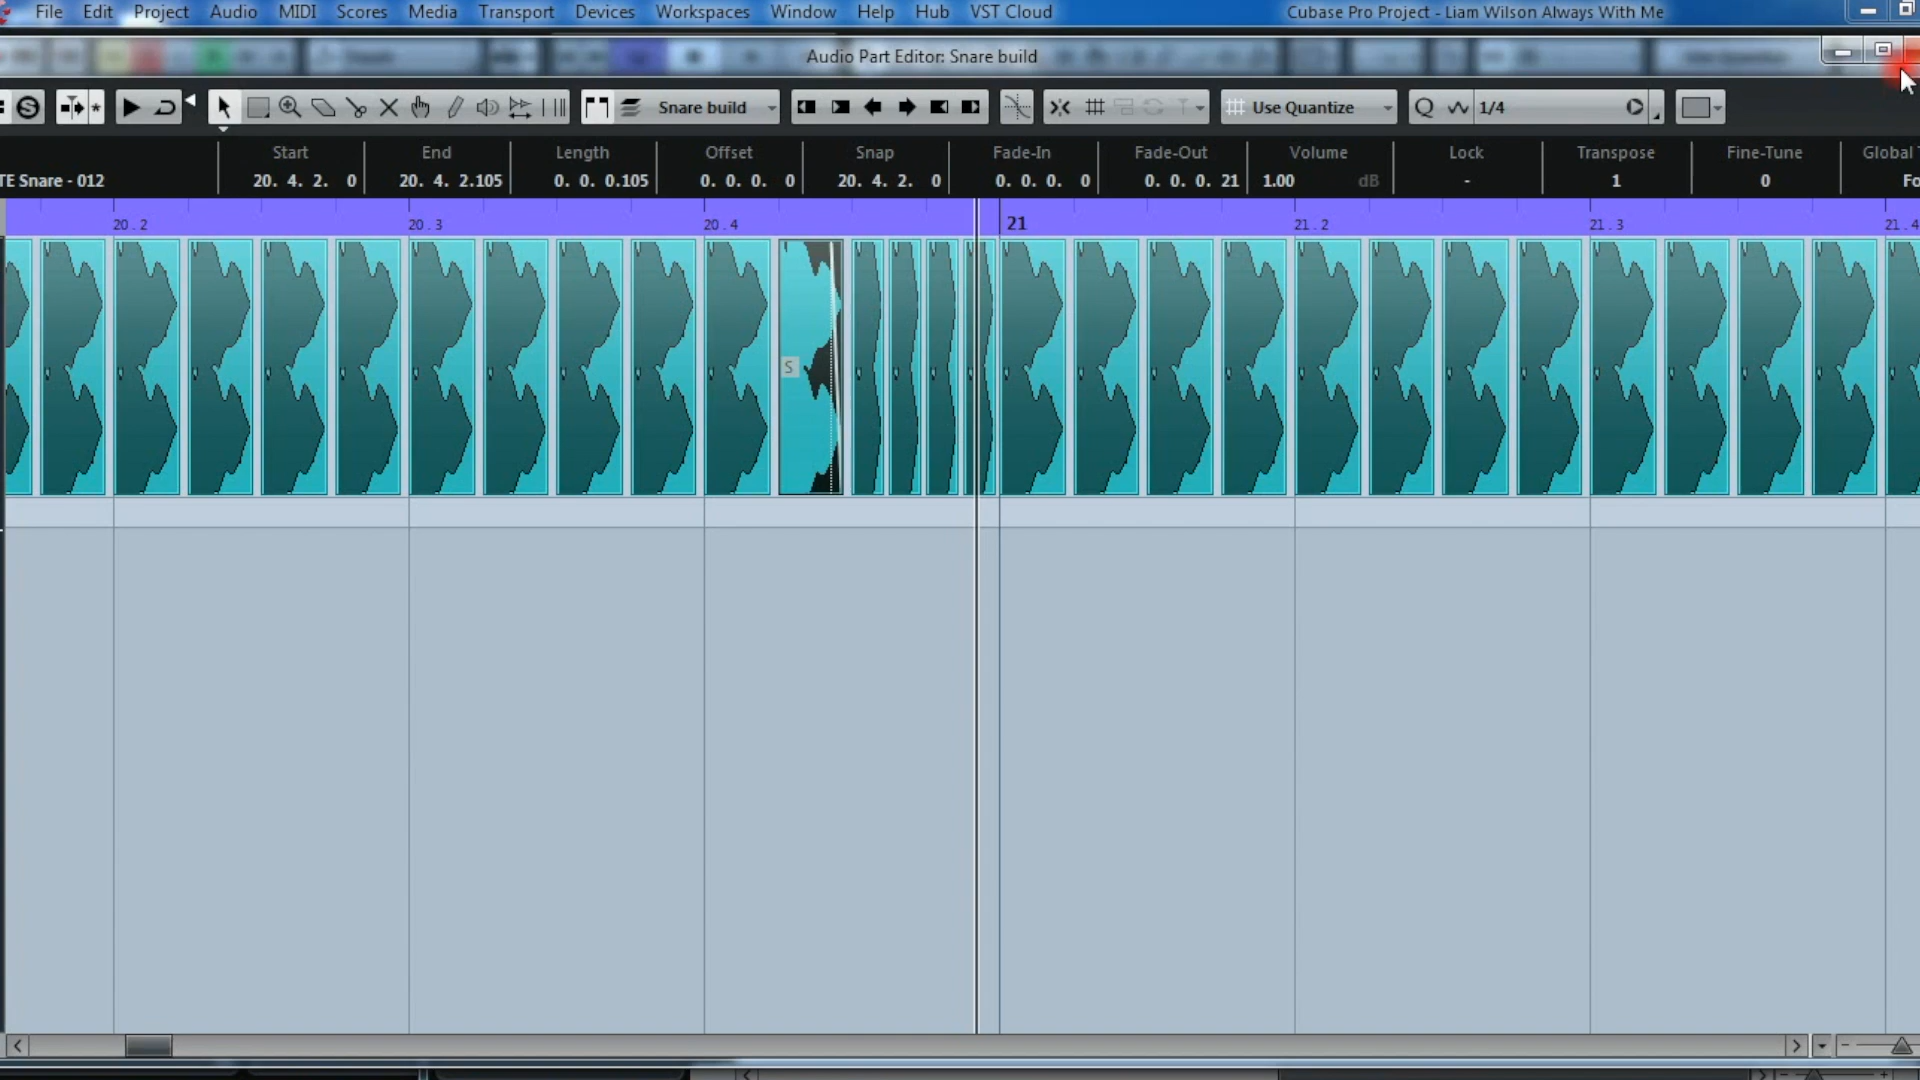 File Edit Project Audio MIDI Scores Media Transport Devices Workspaces Window Help Hub VST Cloud Cubase Pro Project - Liam Wilson Always With Me
Audio Part Editor: Snare build
Snare build Use Quantize Q 1/4
Start End Length Offset Snap Fade-In Fade-Out Volume Lock Transpose Fine-Tune Global
TE Snare - 012 20. 4. 2. 0 20. 4. 2.105 0. 0. 0.105 0. 0. 0. 0 20. 4. 2. 0 0. 0. 0. 0 0. 0. 0. 21 1.00 dB - 1 0 Fo
20.2 20.3 20.4 21 21.2 21.3 21.4
S